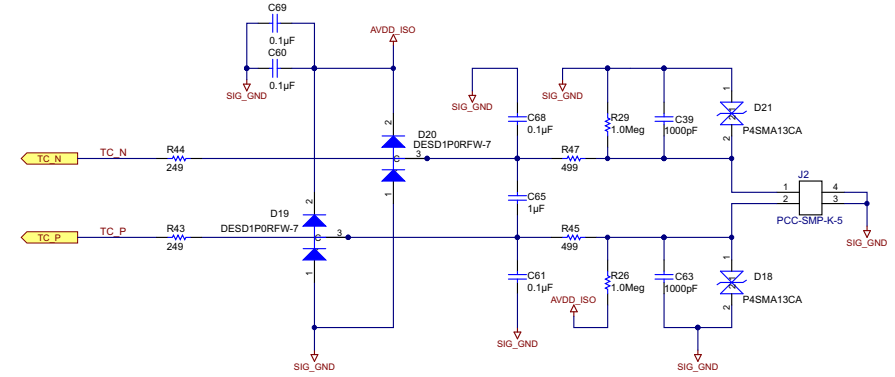 C69
0.1µF
C60
0.1µF
SIG_GND
AVDD_ISO
2
D20
DESD1P0RFW-7
C
3
1
TC_N
TC_N
R44
249
SIG_GND
C68
0.1µF
R47
499
SIG_GND
R29
1.0Meg
C39
1000pF
1
D21
P4SMA13CA
2
2
D19
DESD1P0RFW-7
C
3
1
TC_P
TC_P
R43
249
C65
1µF
R45
499
J2
1
2
4
3
PCC-SMP-K-5
SIG_GND
C61
0.1µF
AVDD_ISO
R26
1.0Meg
C63
1000pF
1
D18
P4SMA13CA
2
SIG_GND
SIG_GND
SIG_GND